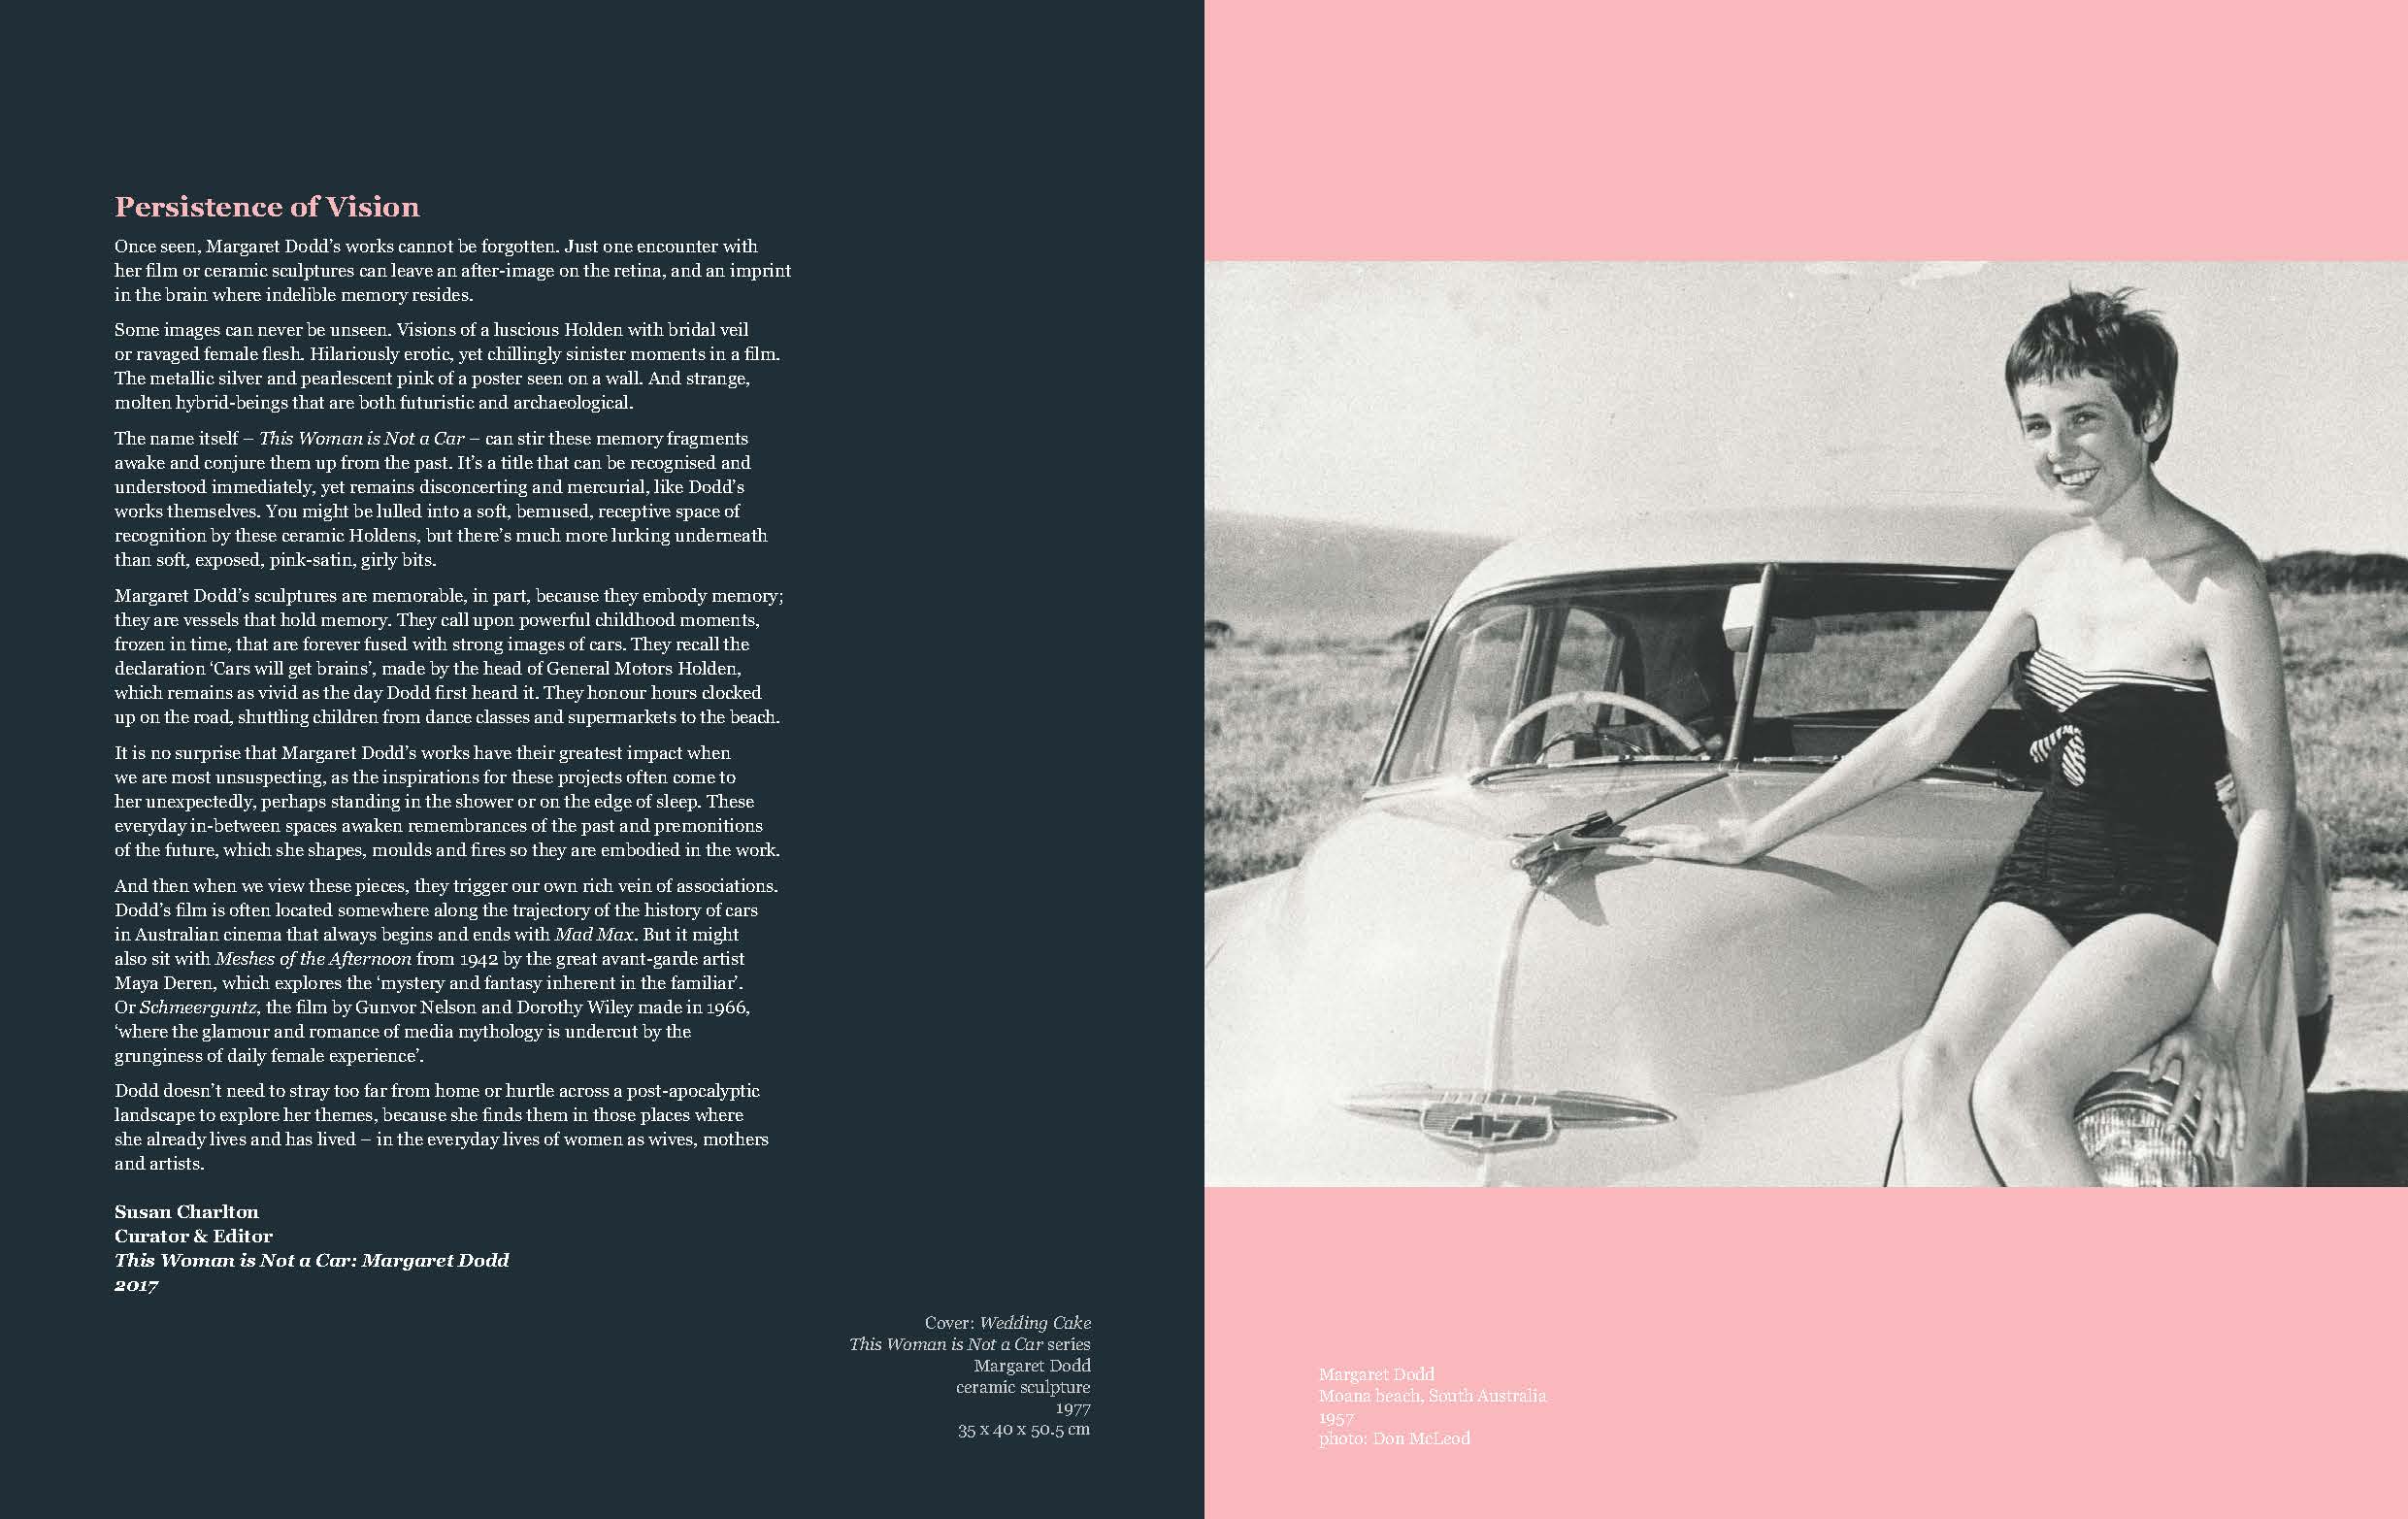 Persistence of Vision
Once seen, Margaret Dodd’s works cannot be forgotten. Just one encounter with
her film or ceramic sculptures can leave an after-image on the retina, and an imprint
in the brain where indelible memory resides.
Some images can never be unseen. Visions of a luscious Holden with bridal veil
or ravaged female flesh. Hilariously erotic, yet chillingly sinister moments in a film.
The metallic silver and pearlescent pink of a poster seen on a wall. And strange,
molten hybrid-beings that are both futuristic and archaeological.
The name itself – This Woman is Not a Car – can stir these memory fragments
awake and conjure them up from the past. It’s a title that can be recognised and
understood immediately, yet remains disconcerting and mercurial, like Dodd’s
works themselves. You might be lulled into a soft, bemused, receptive space of
recognition by these ceramic Holdens, but there’s much more lurking underneath
than soft, exposed, pink-satin, girly bits.
Margaret Dodd’s sculptures are memorable, in part, because they embody memory;
they are vessels that hold memory. They call upon powerful childhood moments,
frozen in time, that are forever fused with strong images of cars. They recall the
declaration ‘Cars will get brains’, made by the head of General Motors Holden,
which remains as vivid as the day Dodd first heard it. They honour hours clocked
up on the road, shuttling children from dance classes and supermarkets to the beach.
It is no surprise that Margaret Dodd’s works have their greatest impact when
we are most unsuspecting, as the inspirations for these projects often come to
her unexpectedly, perhaps standing in the shower or on the edge of sleep. These
everyday in-between spaces awaken remembrances of the past and premonitions
of the future, which she shapes, moulds and fires so they are embodied in the work.
And then when we view these pieces, they trigger our own rich vein of associations.
Dodd’s film is often located somewhere along the trajectory of the history of cars
in Australian cinema that always begins and ends with Mad Max. But it might
also sit with Meshes of the Afternoon from 1942 by the great avant-garde artist
Maya Deren, which explores the ‘mystery and fantasy inherent in the familiar’.
Or Schmeerguntz, the film by Gunvor Nelson and Dorothy Wiley made in 1966,
‘where the glamour and romance of media mythology is undercut by the
grunginess of daily female experience’.
Dodd doesn’t need to stray too far from home or hurtle across a post-apocalyptic
landscape to explore her themes, because she finds them in those places where
she already lives and has lived – in the everyday lives of women as wives, mothers
and artists.
Susan Charlton
Curator & Editor
This Woman is Not a Car: Margaret Dodd
2017
Cover: Wedding Cake
This Woman is Not a Car series
Margaret Dodd
ceramic sculpture
1977
35 x 40 x 50.5 cm
Margaret Dodd
Moana beach, South Australia
1957
photo: Don McLeod